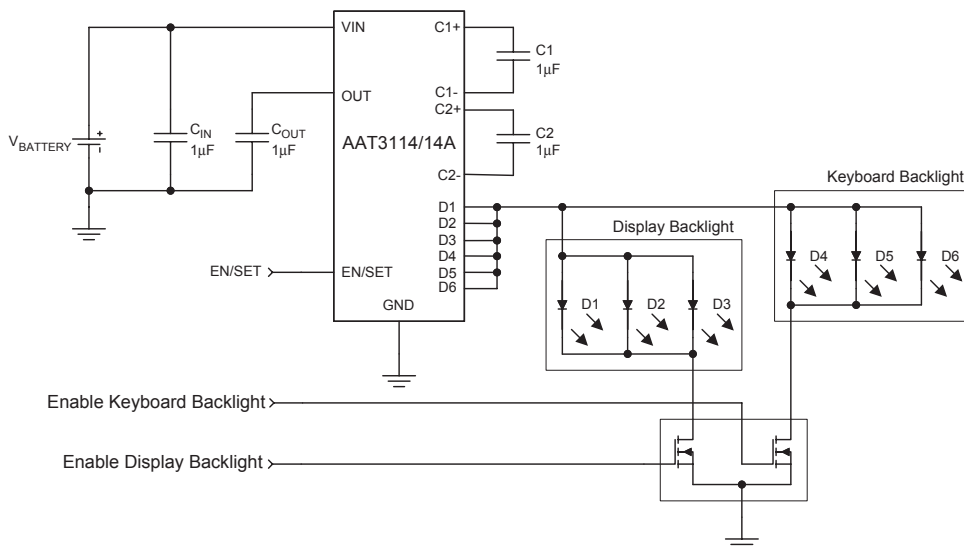 VIN
C1+
C1
1µF
C1-
OUT
C2+
C2
1µF
C2-
AAT3114/14A
VBATTERY
+
-
CIN
1µF
COUT
1µF
D1
D2
D3
D4
D5
D6
EN/SET
EN/SET
GND
Display Backlight
D1
D2
D3
Keyboard Backlight
D4
D5
D6
Enable Keyboard Backlight
Enable Display Backlight